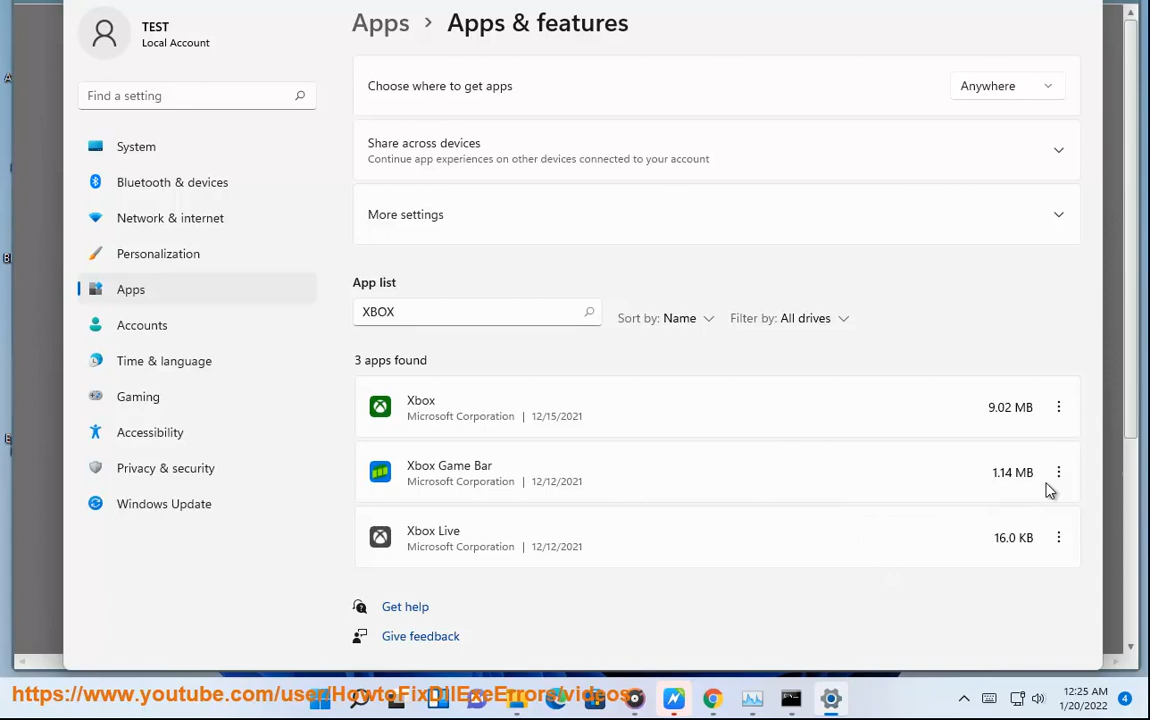 TEST
Local Account
Find a setting
System
Bluetooth & devices
Network & internet
Personalization
Apps
Accounts
Time & language
Gaming
Accessibility
Privacy & security
Windows Update
Apps > Apps & features
Choose where to get apps
Anywhere
Share across devices
Continue app experiences on other devices connected to your account
More settings
App list
XBOX
Sort by: Name
Filter by: All drives
3 apps found
Xbox
Microsoft Corporation | 12/15/2021
9.02 MB
Xbox Game Bar
Microsoft Corporation | 12/12/2021
1.14 MB
Xbox Live
Microsoft Corporation | 12/12/2021
16.0 KB
Get help
Give feedback
https://www.youtube.com/user/HowtoFixDllExeErrors/videos
12:25 AM
1/20/2022
4